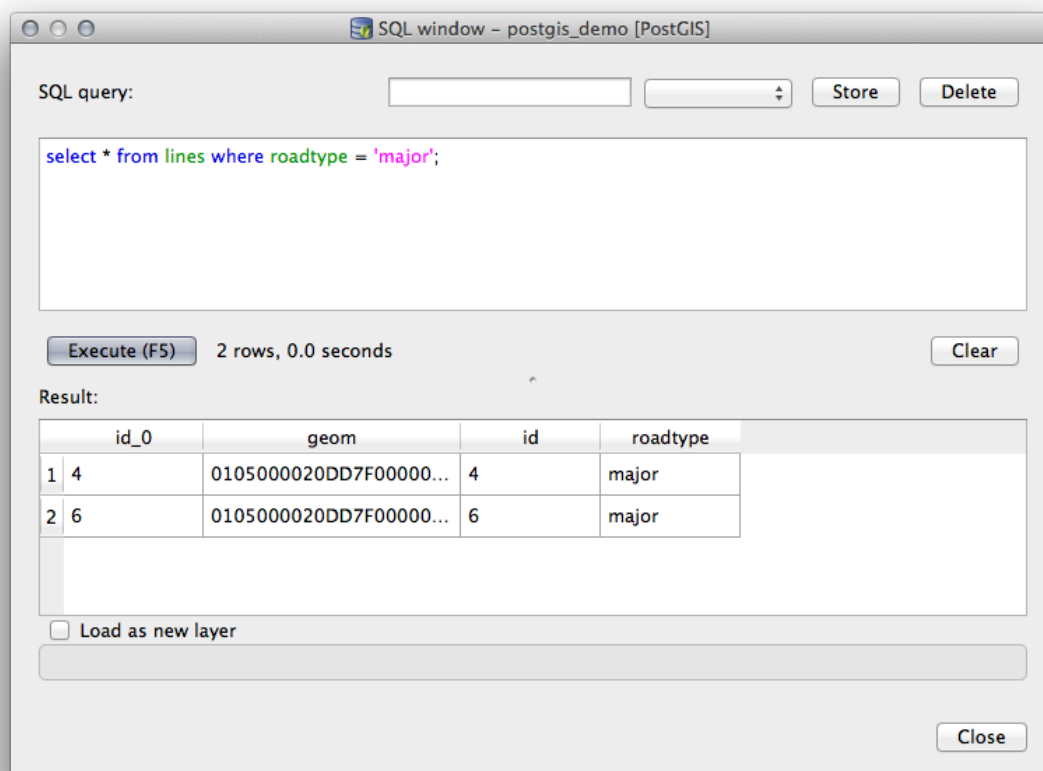 SQL window – postgis_demo [PostGIS]
SQL query:
Store
Delete
select * from lines where roadtype = 'major';
Execute (F5)
2 rows, 0.0 seconds
Clear
Result:
id_0 geom id roadtype
1 4 0105000020DD7F00000... 4 major
2 6 0105000020DD7F00000... 6 major
Load as new layer
Close